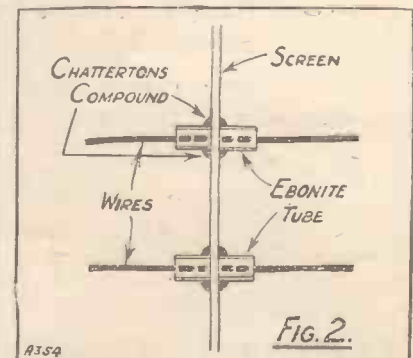 SCREEN
CHATTERTONS
COMPOUND
WIRES
EBONITE
TUBE
FIG. 2.
A354